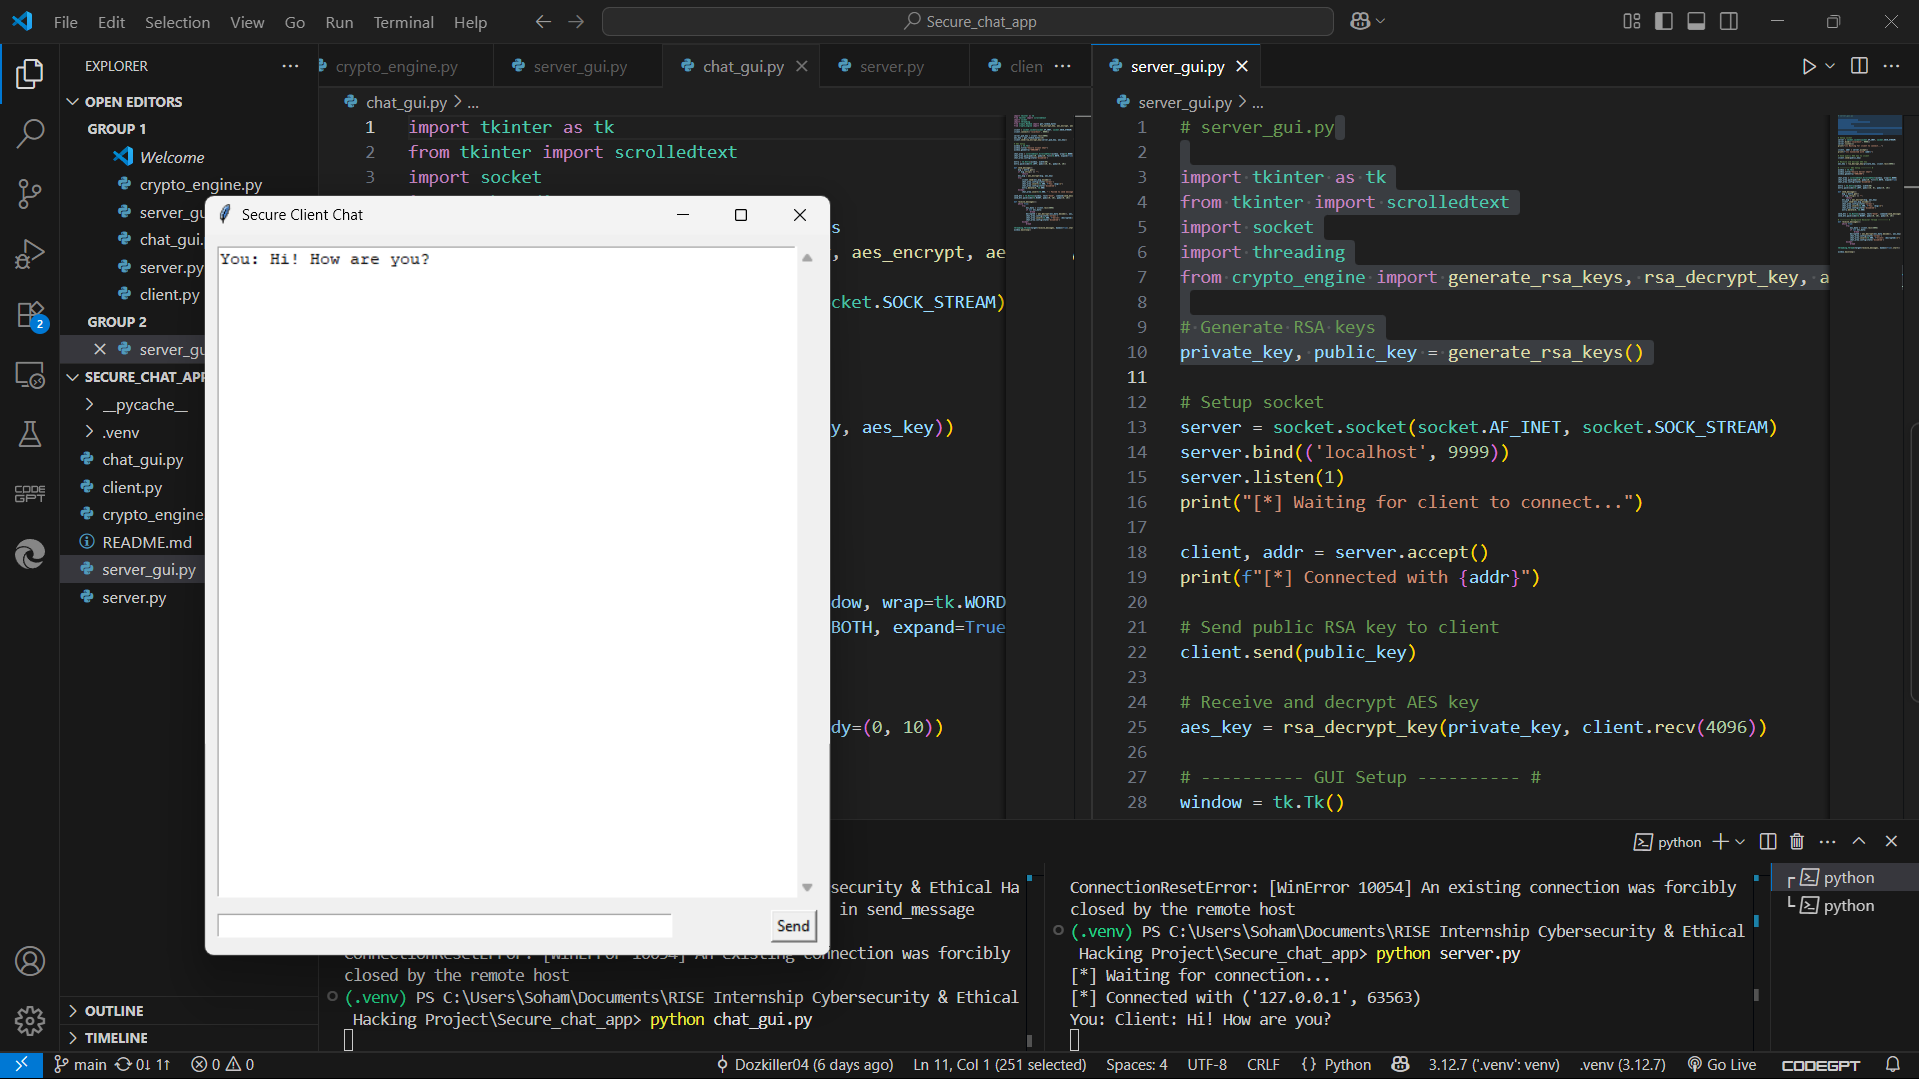 File Edit Selection View Go Run Terminal Help
Secure_chat_app
EXPLORER
OPEN EDITORS
GROUP 1
Welcome
crypto_engine.py
server_gu
chat_gui.
server.py
client.py
GROUP 2
server_gu
SECURE_CHAT_APP
__pycache__
.venv
chat_gui.py
client.py
crypto_engine.
README.md
server_gui.py
server.py
OUTLINE
TIMELINE
2
CODE
GPT
crypto_engine.py server_gui.py chat_gui.py server.py clien
chat_gui.py > ...
1 import tkinter as tk
2 from tkinter import scrolledtext
3 import socket
s
, aes_encrypt, ae
cket.SOCK_STREAM)
y, aes_key))
dow, wrap=tk.WORD
BOTH, expand=True
dy=(0, 10))
Secure Client Chat
You: Hi! How are you?
Send
server_gui.py
server_gui.py > ...
1 # server_gui.py
2
3 import tkinter as tk
4 from tkinter import scrolledtext
5 import socket
6 import threading
7 from crypto_engine import generate_rsa_keys, rsa_decrypt_key, a
8
9 # Generate RSA keys
10 private_key, public_key = generate_rsa_keys()
11
12 # Setup socket
13 server = socket.socket(socket.AF_INET, socket.SOCK_STREAM)
14 server.bind(('localhost', 9999))
15 server.listen(1)
16 print("[*] Waiting for client to connect...")
17
18 client, addr = server.accept()
19 print(f"[*] Connected with {addr}")
20
21 # Send public RSA key to client
22 client.send(public_key)
23
24 # Receive and decrypt AES key
25 aes_key = rsa_decrypt_key(private_key, client.recv(4096))
26
27 # ---------- GUI Setup ---------- #
28 window = tk.Tk()
python
security & Ethical Ha
in send_message
ConnectionResetError: [WinError 10054] An existing connection was forcibly
closed by the remote host
(.venv) PS C:\Users\Soham\Documents\RISE Internship Cybersecurity & Ethical
Hacking Project\Secure_chat_app> python chat_gui.py
ConnectionResetError: [WinError 10054] An existing connection was forcibly
closed by the remote host
(.venv) PS C:\Users\Soham\Documents\RISE Internship Cybersecurity & Ethical
Hacking Project\Secure_chat_app> python server.py
[*] Waiting for connection...
[*] Connected with ('127.0.0.1', 63563)
You: Client: Hi! How are you?
python
python
main 0↓ 1↑ 0 0 Dozkiller04 (6 days ago) Ln 11, Col 1 (251 selected) Spaces: 4 UTF-8 CRLF {} Python 3.12.7 ('.venv': venv) .venv (3.12.7) Go Live CODEGPT